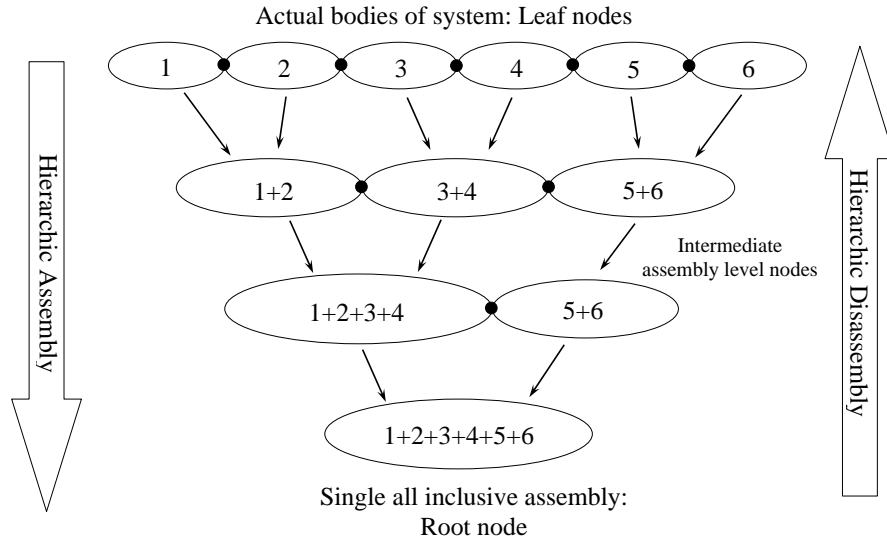 Actual bodies of system: Leaf nodes
1
2
3
4
5
6
1+2
3+4
5+6
Intermediate
assembly level nodes
1+2+3+4
5+6
1+2+3+4+5+6
Single all inclusive assembly:
Root node
Hierarchic Assembly
Hierarchic Disassembly